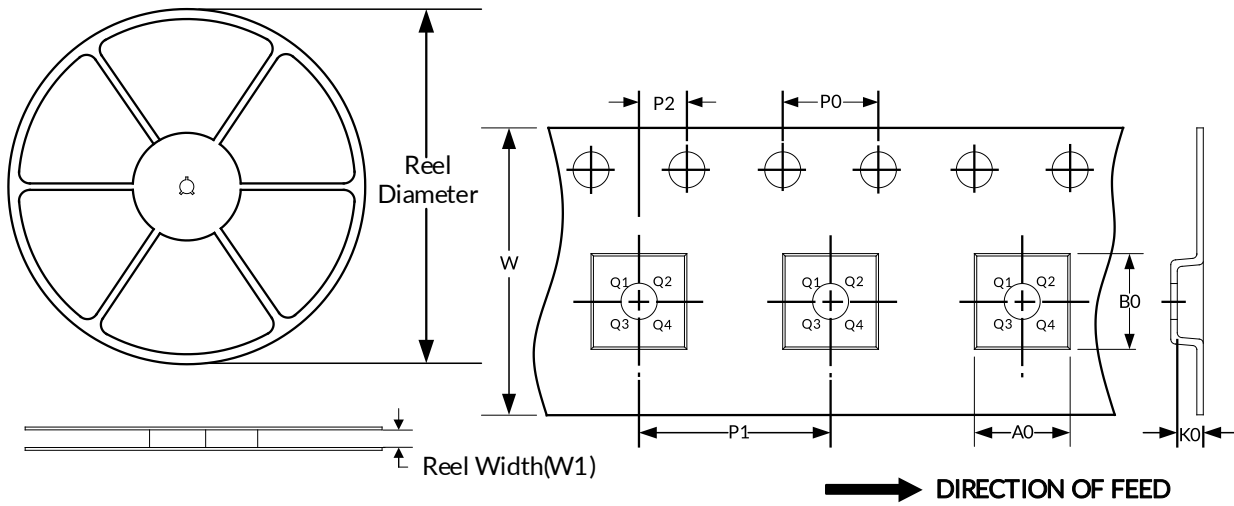 Reel
Diameter
P2
P0
W
Q1 Q2
Q3 Q4
Q1 Q2
Q3 Q4
Q1 Q2
Q3 Q4
B0
P1
A0
K0
Reel Width(W1)
DIRECTION OF FEED